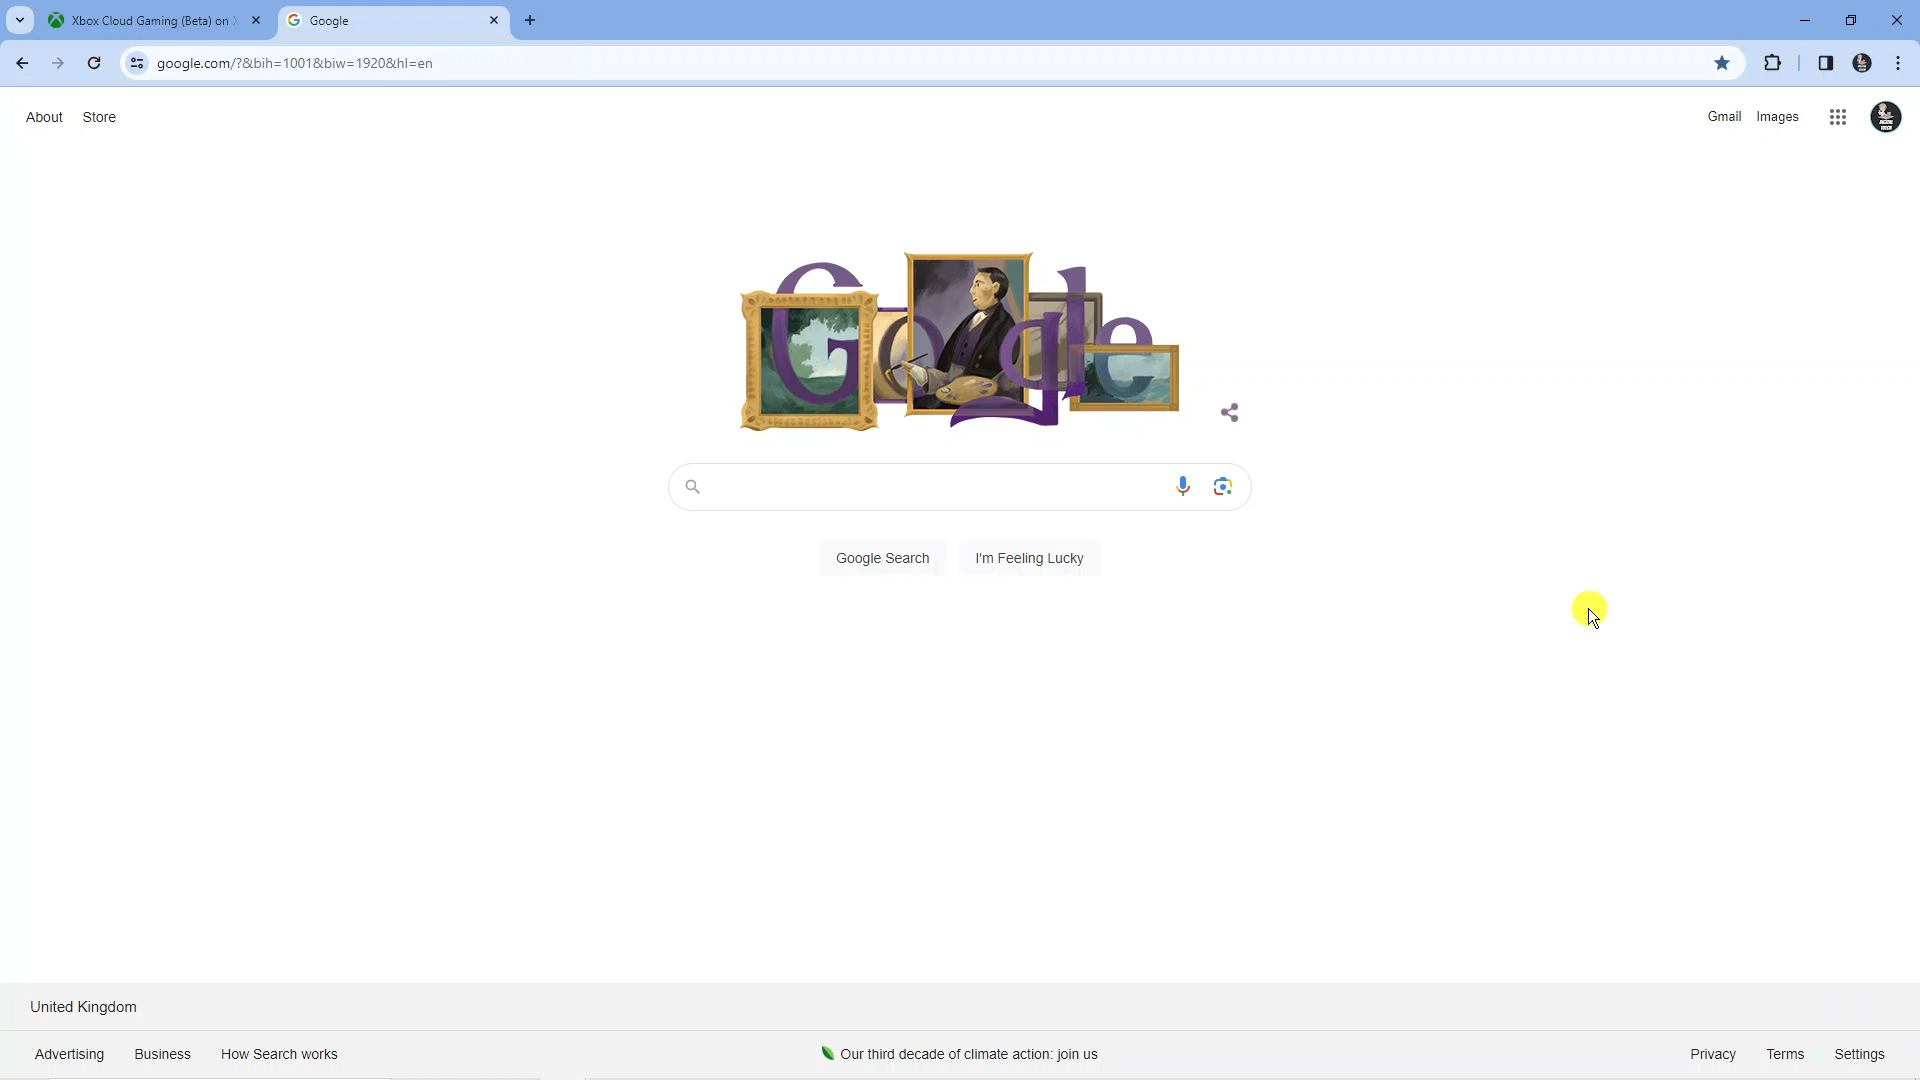 Xbox Cloud Gaming (Beta) on
Google
google.com/?&bih=1001&biw=1920&hl=en
About Store
Gmail Images
Google
Google Search I'm Feeling Lucky
United Kingdom
Advertising Business How Search works
Our third decade of climate action: join us
Privacy Terms Settings